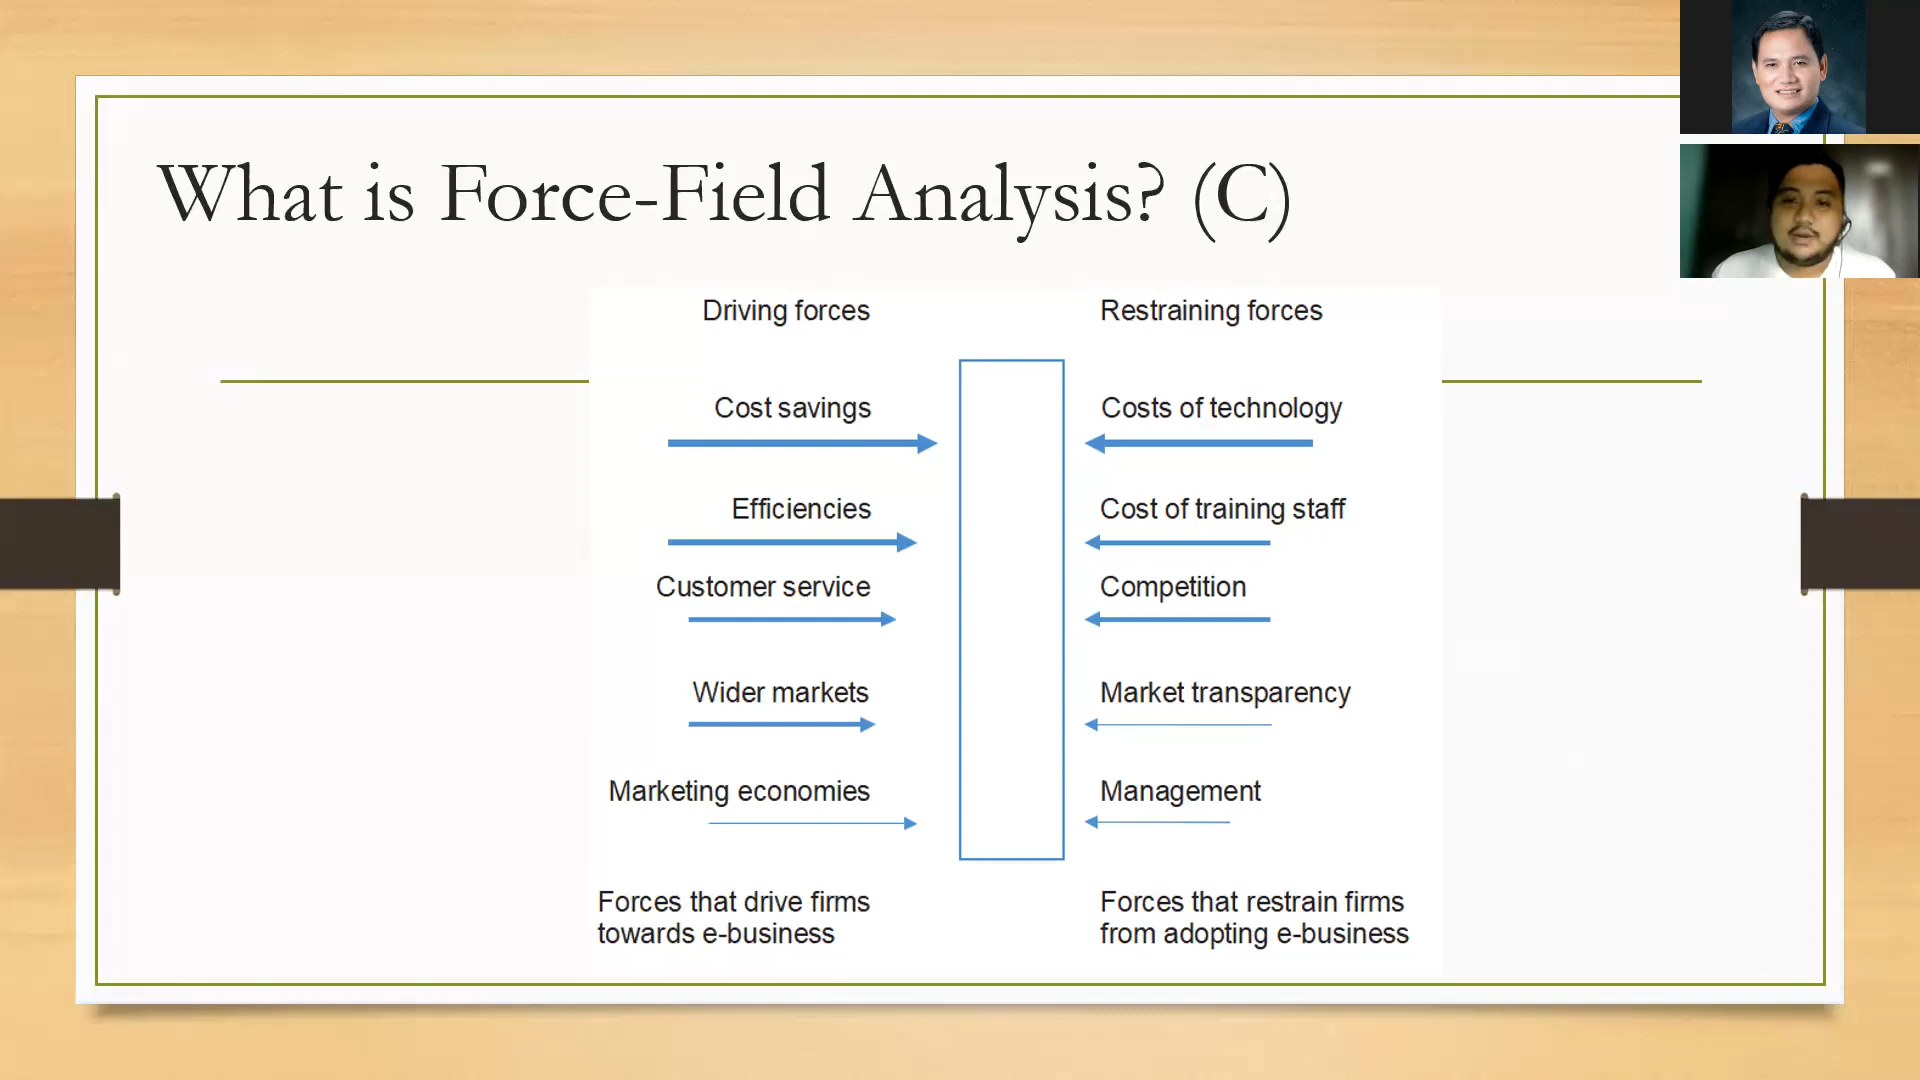 What is Force-Field Analysis? (C)
Driving forces
Restraining forces
Cost savings
Costs of technology
Efficiencies
Cost of training staff
Customer service
Competition
Wider markets
Market transparency
Marketing economies
Management
Forces that drive firms
towards e-business
Forces that restrain firms
from adopting e-business